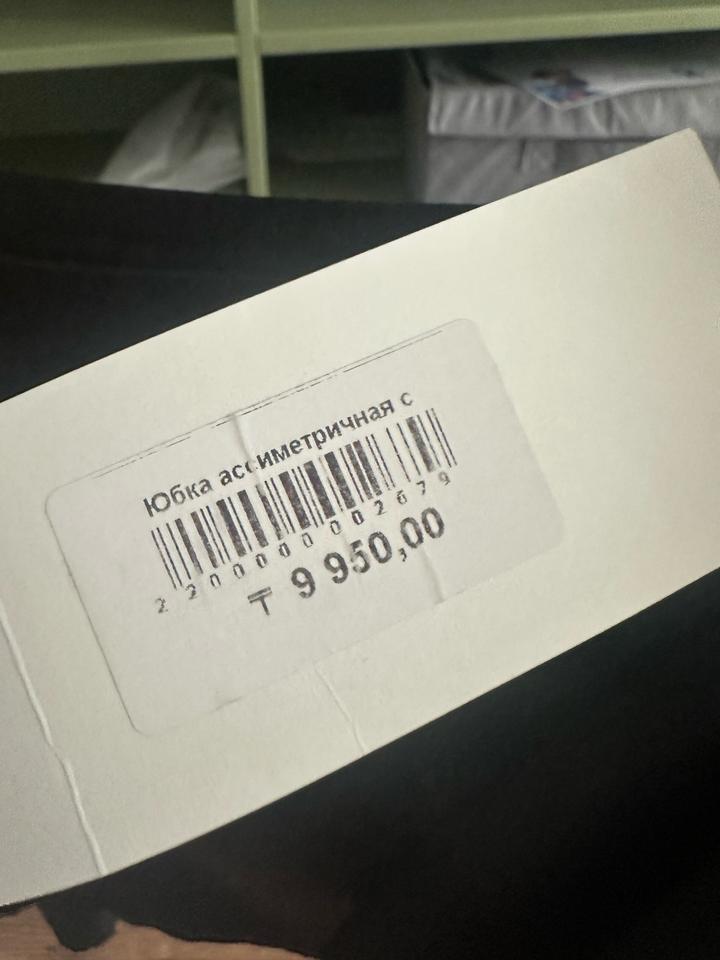 Юбка ассиметричная с
2200000002679
₸ 9 950,00